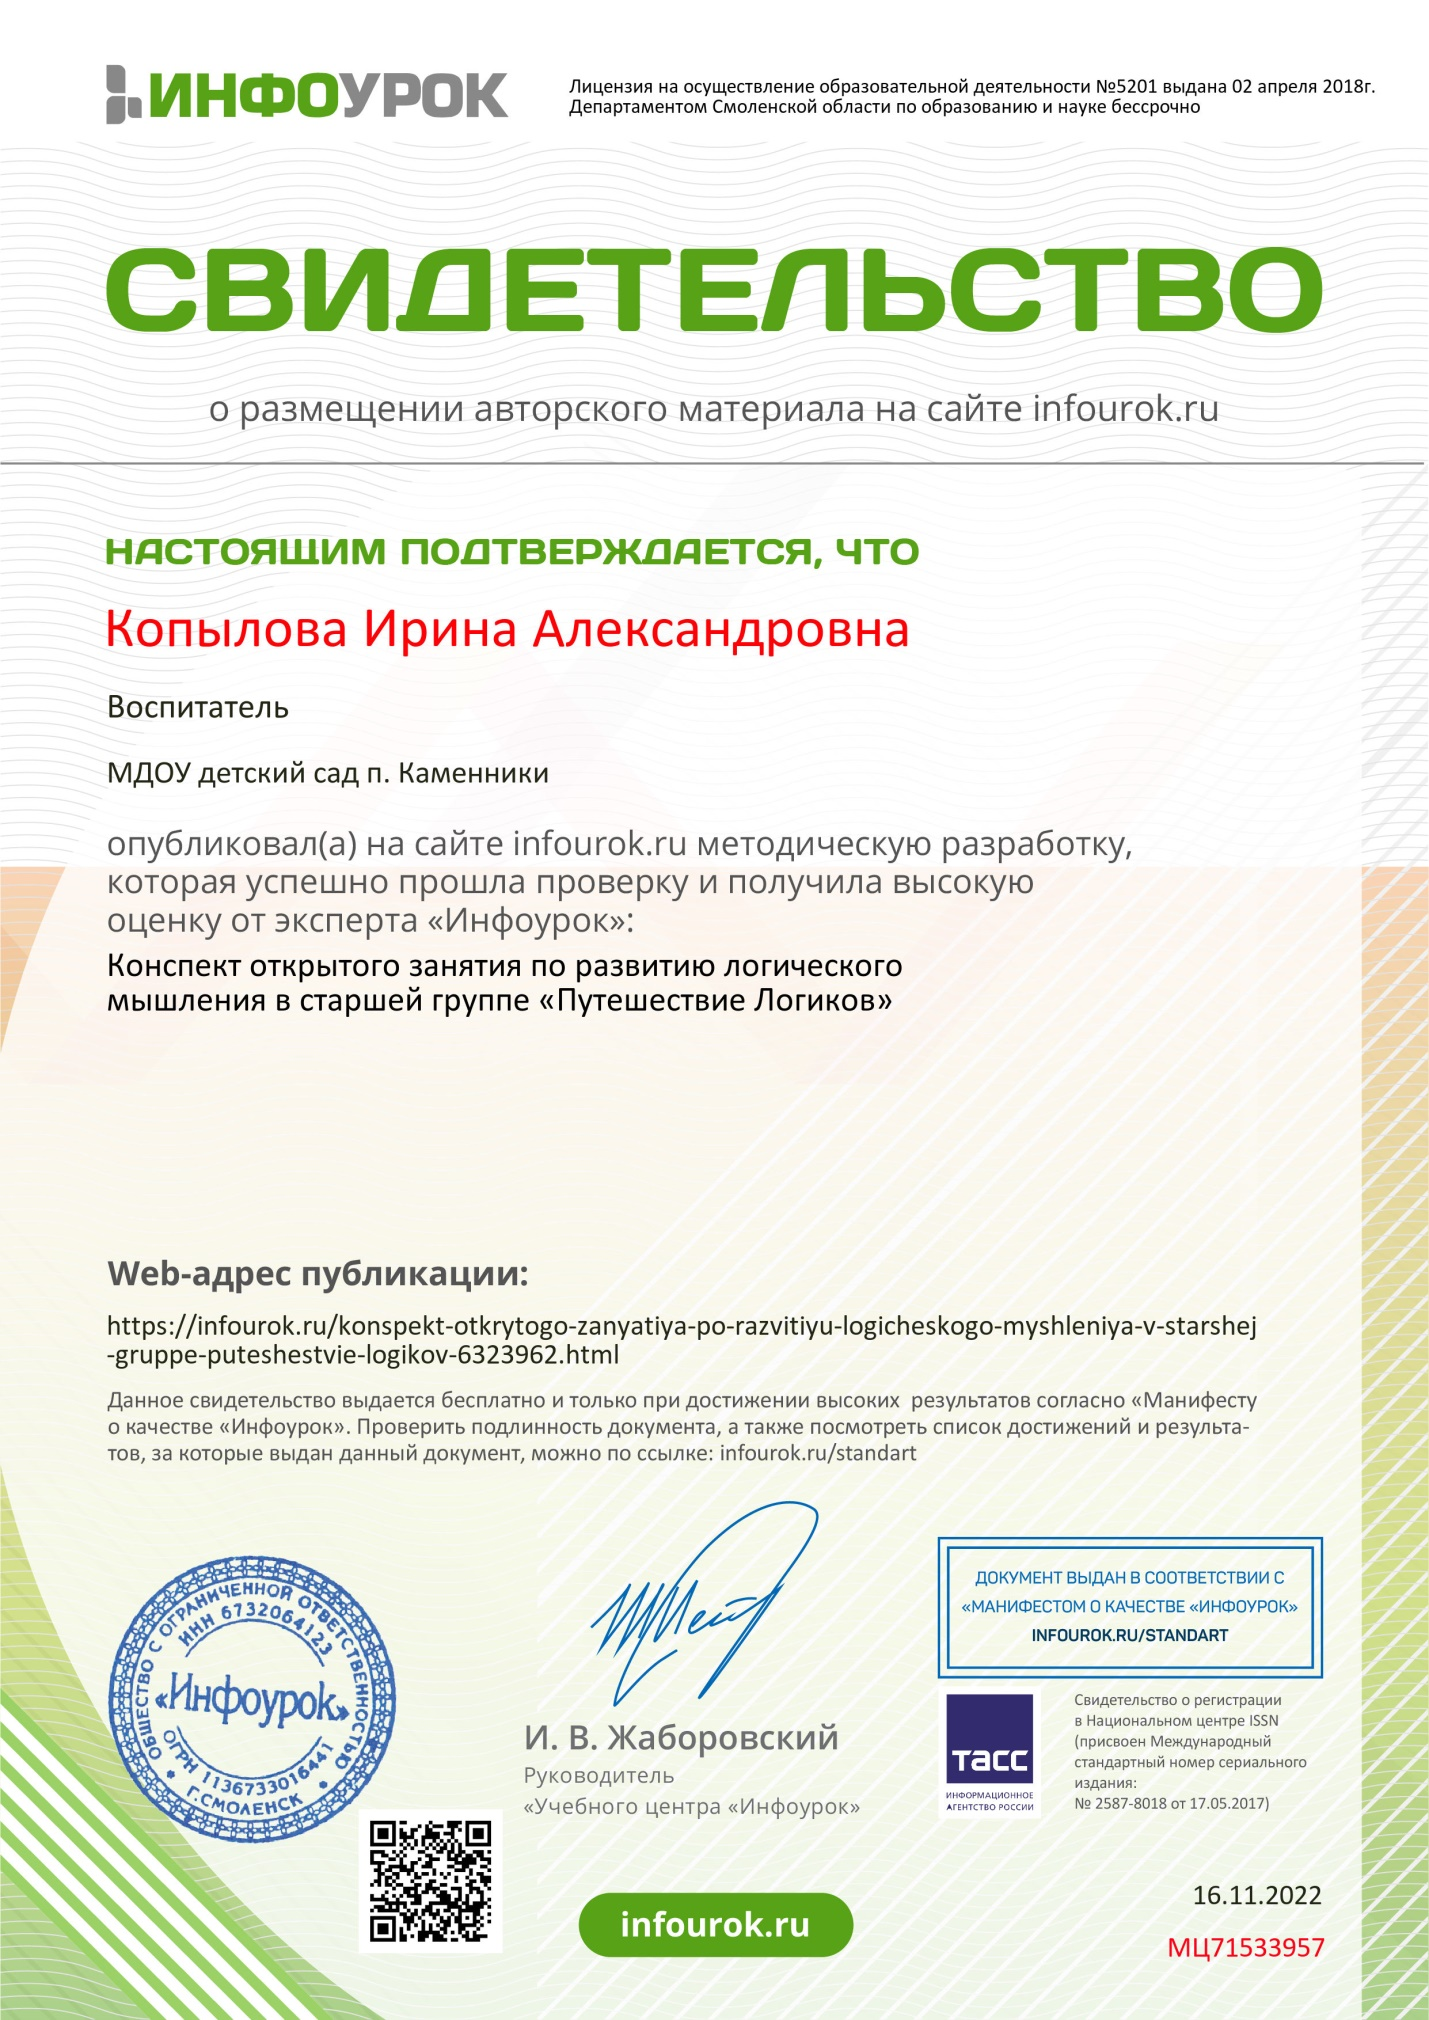 ИНФОУРОК
Лицензия на осуществление образовательной деятельности №5201 выдана 02 апреля 2018г.
Департаментом Смоленской области по образованию и науке бессрочно
СВИДЕТЕЛЬСТВО
о размещении авторского материала на сайте infourok.ru
НАСТОЯЩИМ ПОДТВЕРЖДАЕТСЯ, ЧТО
Копылова Ирина Александровна
Воспитатель
МДОУ детский сад п. Каменники
опубликовал(а) на сайте infourok.ru методическую разработку,
которая успешно прошла проверку и получила высокую
оценку от эксперта «Инфоурок»:
Конспект открытого занятия по развитию логического
мышления в старшей группе «Путешествие Логиков»
Web-адрес публикации:
https://infourok.ru/konspekt-otkrytogo-zanyatiya-po-razvitiyu-logicheskogo-myshleniya-v-starshej
-gruppe-puteshestvie-logikov-6323962.html
Данное свидетельство выдается бесплатно и только при достижении высоких результатов согласно «Манифесту
о качестве «Инфоурок». Проверить подлинность документа, а также посмотреть список достижений и результа-
тов, за которые выдан данный документ, можно по ссылке: infourok.ru/standart
ОБЩЕСТВО С ОГРАНИЧЕННОЙ ОТВЕТСТВЕННОСТЬЮ
ИНН 6732064123
«Инфоурок»
ОГРН 1136733016441
Г.СМОЛЕНСК
И. В. Жаборовский
Руководитель
«Учебного центра «Инфоурок»
ДОКУМЕНТ ВЫДАН В СООТВЕТСТВИИ С
«МАНИФЕСТОМ О КАЧЕСТВЕ «ИНФОУРОК»
INFOUROK.RU/STANDART
ТАСС
ИНФОРМАЦИОННОЕ
АГЕНТСТВО РОССИИ
Свидетельство о регистрации
в Национальном центре ISSN
(присвоен Международный
стандартный номер сериального
издания:
№ 2587-8018 от 17.05.2017)
infourok.ru
16.11.2022
МЦ71533957